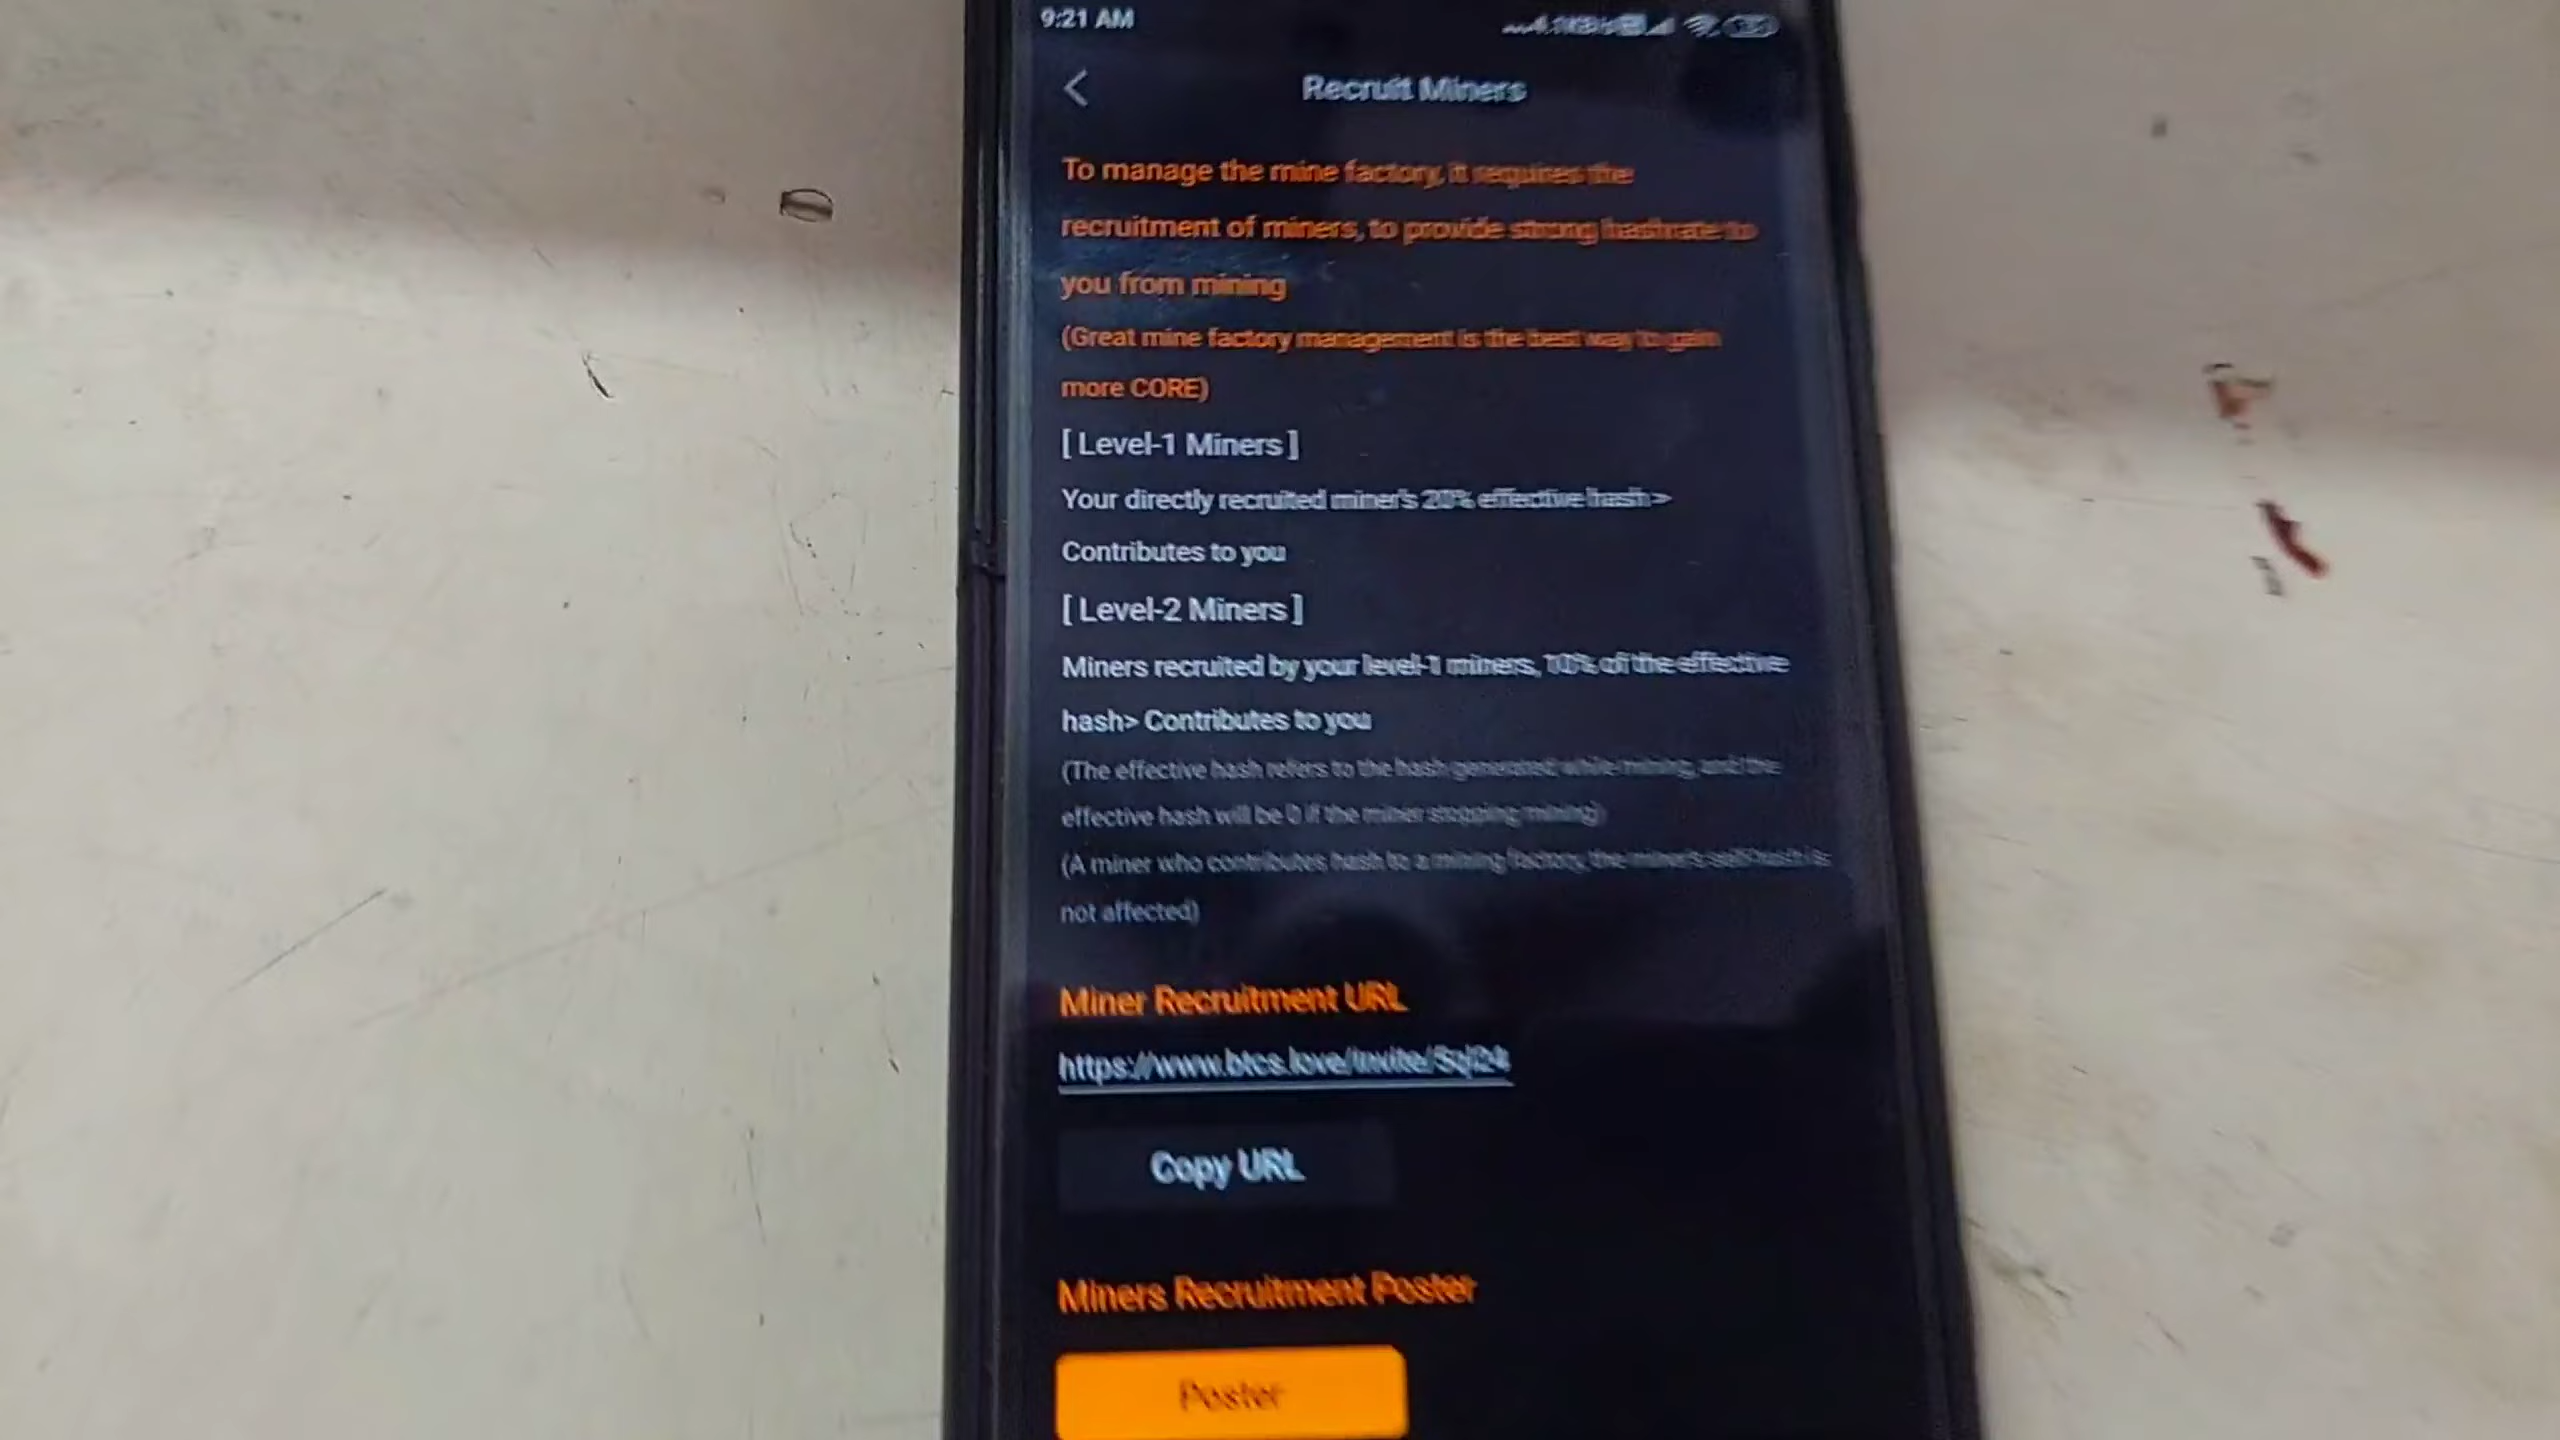 9:21 AM
Recruit Miners
To manage the mine factory, it requires the
recruitment of miners, to provide strong hashrate to
you from mining
(Great mine factory management is the best way to gain
more CORE)
[ Level-1 Miners ]
Your directly recruited miner's 20% effective hash>
Contributes to you
[ Level-2 Miners ]
Miners recruited by your level-1 miners, 10% of the effective
hash> Contributes to you
(The effective hash refers to the hash generated while mining, and the
effective hash will be 0 if the miner stopping mining)
(A miner who contributes hash to a mining factory, the miner's self-hash is
not affected)
Miner Recruitment URL
https://www.btcs.love/invite/
Copy URL
Miners Recruitment Poster
Poster